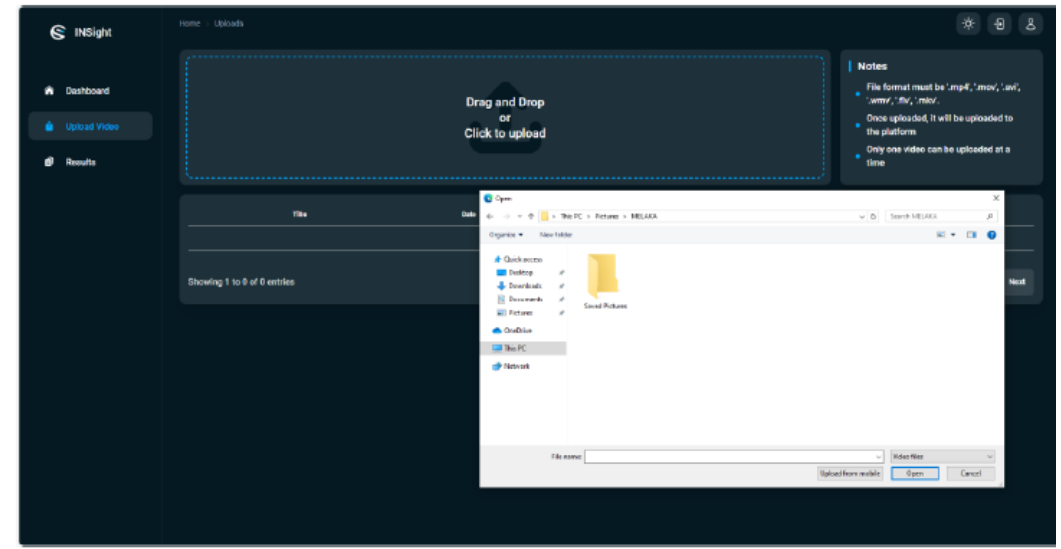 INSight
Home > Uploads
Dashboard
Upload Video
Results
Drag and Drop
or
Click to upload
Notes
File format must be '.mp4', '.mov', '.avi',
'.wmv', '.flv', '.mkv'.
Once uploaded, it will be uploaded to
the platform
Only one video can be uploaded at a
time
Title
Date
Showing 1 to 0 of 0 entries
Next
Open
This PC > Pictures > MELAKA
Search MELAKA
Organize
New folder
Quick access
Desktop
Downloads
Documents
Pictures
OneDrive
This PC
Network
Saved Pictures
File name:
Video files
Upload from mobile
Open
Cancel